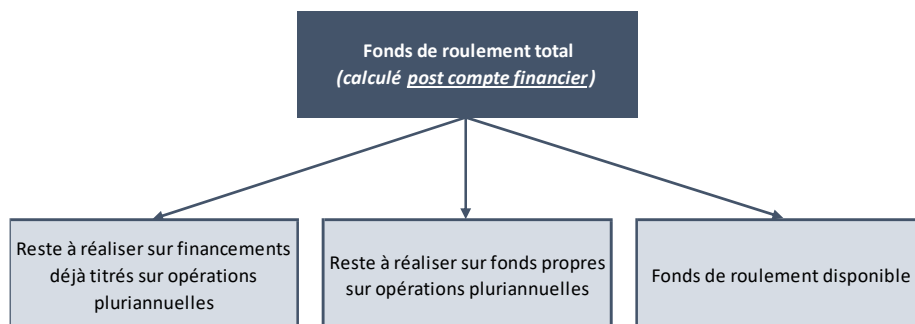 Fonds de roulement total
(calculé post compte financier)
Reste à réaliser sur financements
déjà titrés sur opérations
pluriannuelles
Reste à réaliser sur fonds propres
sur opérations pluriannuelles
Fonds de roulement disponible